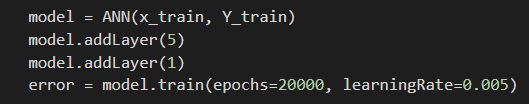 model = ANN(x_train, Y_train)
model.addLayer(5)
model.addLayer(1)
error = model.train(epochs=20000, learningRate=0.005)